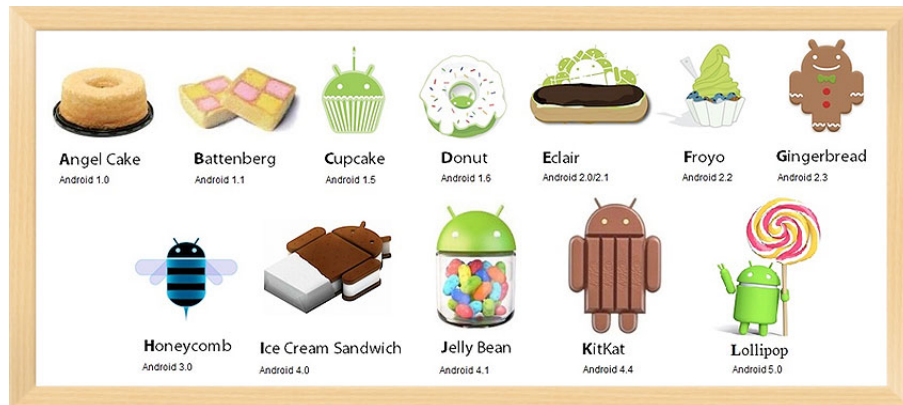 Angel Cake
Android 1.0
Battenberg
Android 1.1
Cupcake
Android 1.5
Donut
Android 1.6
Eclair
Android 2.0/2.1
Froyo
Android 2.2
Gingerbread
Android 2.3
Honeycomb
Android 3.0
Ice Cream Sandwich
Android 4.0
Jelly Bean
Android 4.1
KitKat
Android 4.4
Lollipop
Android 5.0